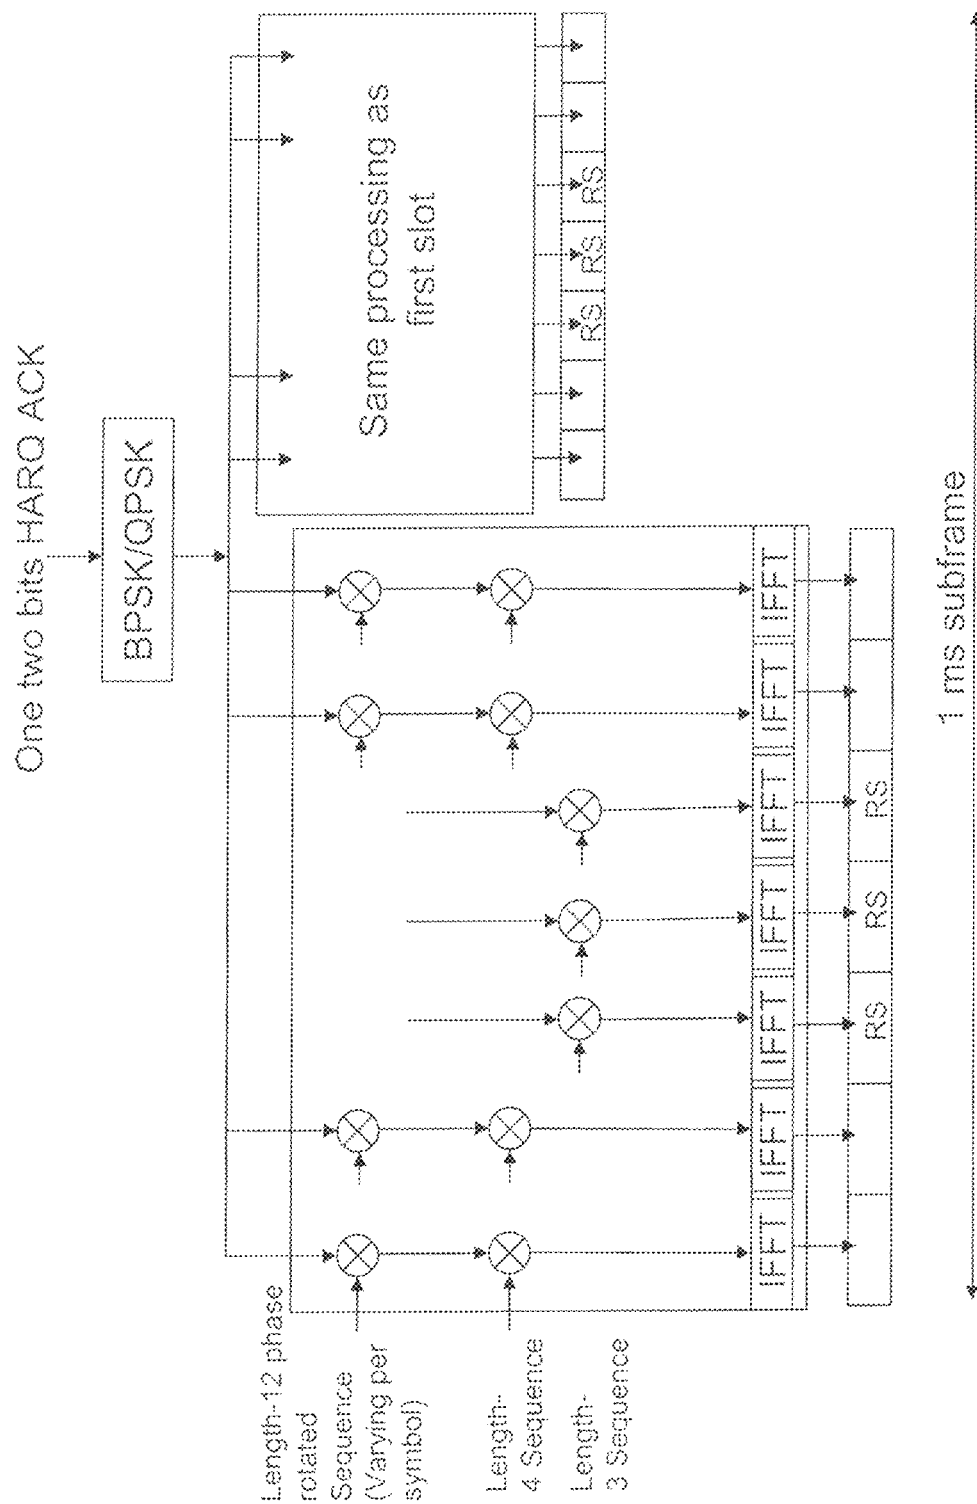 One two bits HARQ ACK
BPSK/QPSK
Length-12 phase
rotated
Sequence
(Varying per
symbol)
Length-
4 Sequence
Length-
3 Sequence
Same processing as
first slot
IFFT IFFT IFFT IFFT IFFT IFFT IFFT
RS RS RS
RS RS RS
1 ms subframe